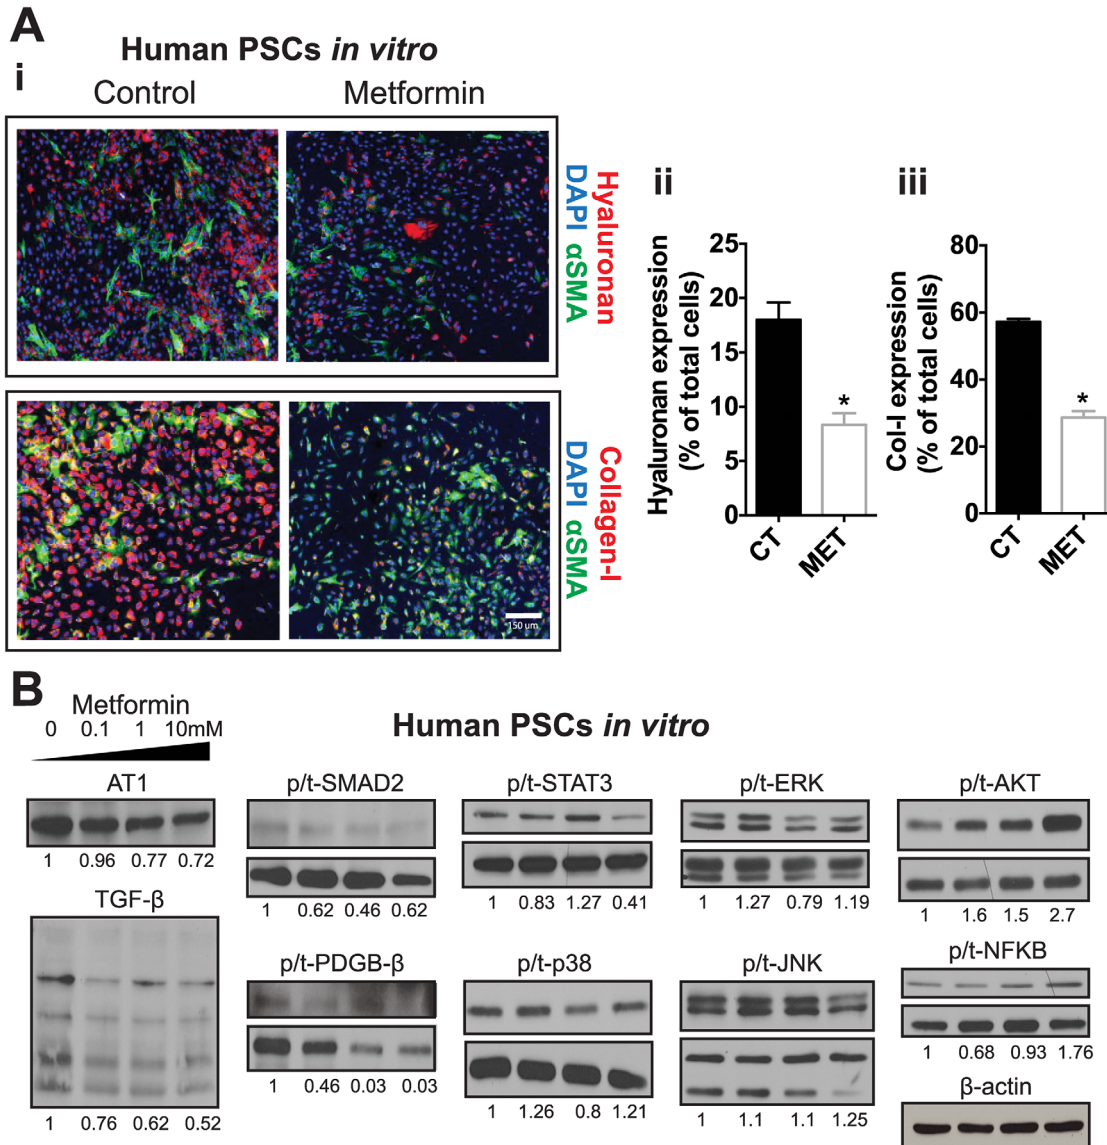 A
Human PSCs in vitro
i
Control Metformin
Hyaluronan
DAPI αSMA
Collagen-I
DAPI αSMA
150 um
ii
Hyaluronan expression
(% of total cells)
25
20
15
10
5
0
*
CT
MET
iii
Col-I expression
(% of total cells)
80
60
40
20
0
*
CT
MET
B
Metformin
0 0.1 1 10mM
Human PSCs in vitro
AT1
1 0.96 0.77 0.72
TGF-β
1 0.76 0.62 0.52
p/t-SMAD2
1 0.62 0.46 0.62
p/t-PDGB-β
1 0.46 0.03 0.03
p/t-STAT3
1 0.83 1.27 0.41
p/t-p38
1 1.26 0.8 1.21
p/t-ERK
1 1.27 0.79 1.19
p/t-JNK
1 1.1 1.1 1.25
p/t-AKT
1 1.6 1.5 2.7
p/t-NFKB
1 0.68 0.93 1.76
β-actin